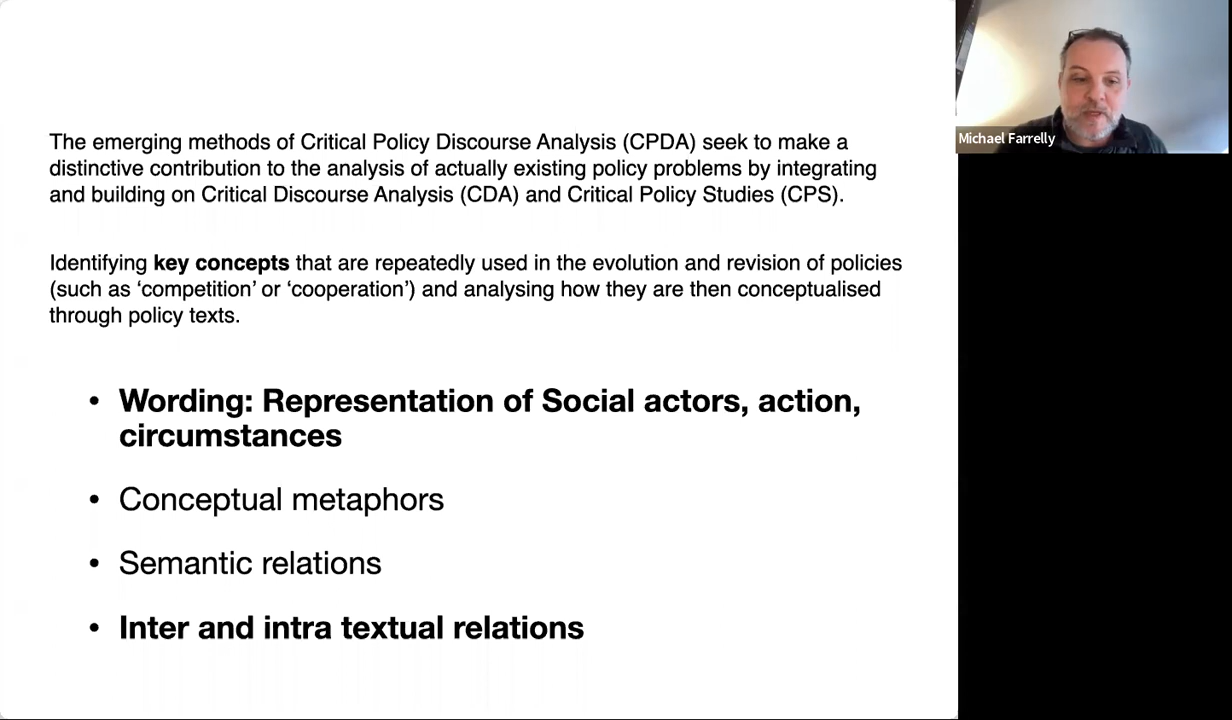 The emerging methods of Critical Policy Discourse Analysis (CPDA) seek to make a
distinctive contribution to the analysis of actually existing policy problems by integrating
and building on Critical Discourse Analysis (CDA) and Critical Policy Studies (CPS).
Identifying key concepts that are repeatedly used in the evolution and revision of policies
(such as ‘competition’ or ‘cooperation’) and analysing how they are then conceptualised
through policy texts.
• Wording: Representation of Social actors, action,
circumstances
• Conceptual metaphors
• Semantic relations
• Inter and intra textual relations
Michael Farrelly